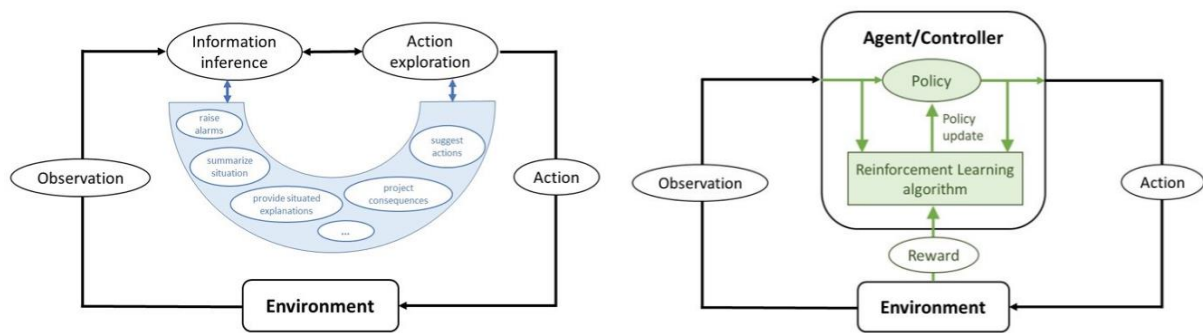 Information
inference
Action
exploration
raise
alarms
summarize
situation
provide situated
explanations
...
project
consequences
suggest
actions
Observation
Action
Environment
Agent/Controller
Policy
Policy
update
Reinforcement Learning
algorithm
Reward
Observation
Action
Environment